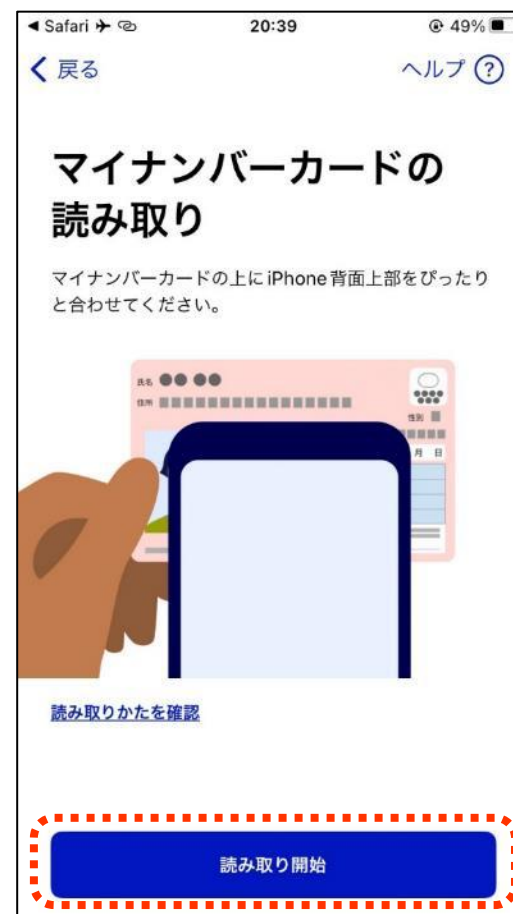 Safari
20:39
49%
戻る
ヘルプ ?
マイナンバーカードの
読み取り
マイナンバーカードの上にiPhone背面上部をぴったり
と合わせてください。
氏名
住所
性別
月 日
読み取りかたを確認
読み取り開始